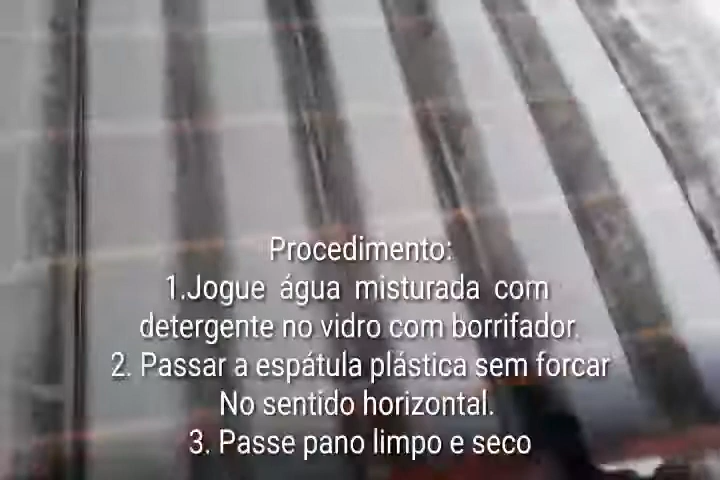 Procedimento:
1.Jogue água misturada com
detergente no vidro com borrifador.
2. Passar a espátula plástica sem forcar
No sentido horizontal.
3. Passe pano limpo e seco